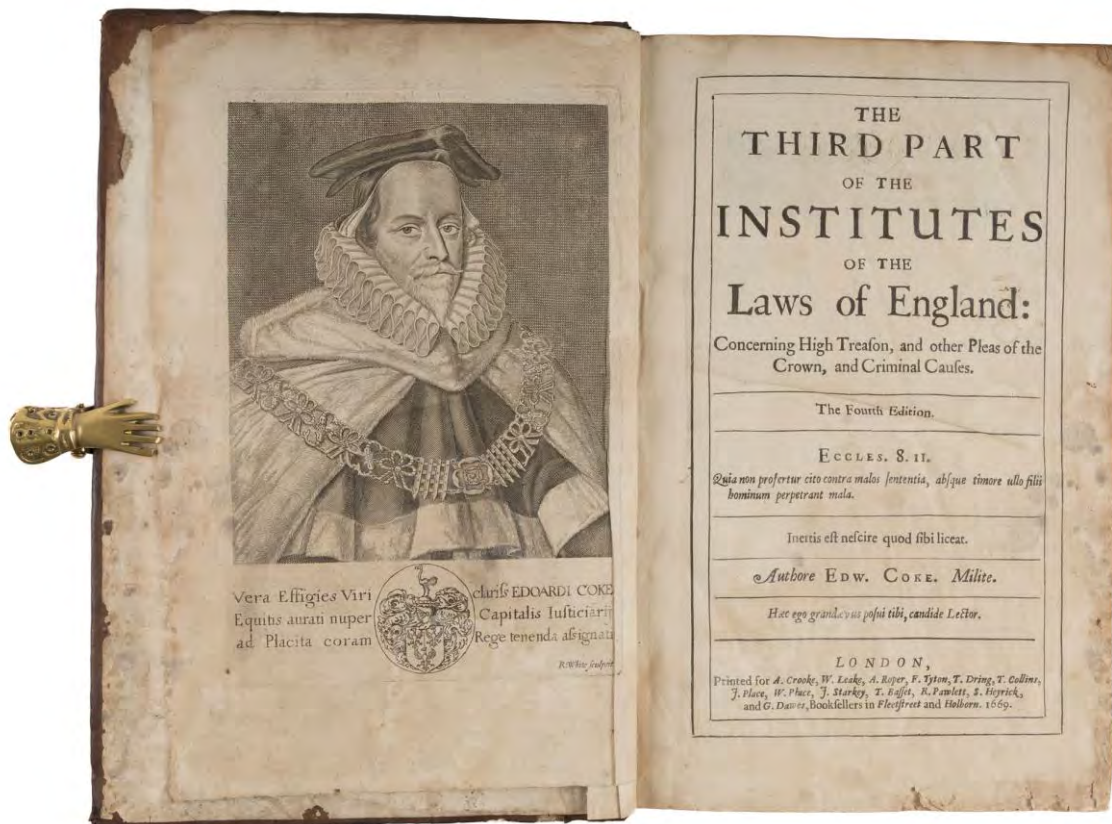 Vera Effigies Viri clariſs EDOARDI COKE
Equitis aurati nuper Capitalis Iuſticiarii
ad Placita coram Rege tenenda aſsignati
R. White ſculpsit
THE
THIRD PART
OF THE
INSTITUTES
OF THE
Laws of England:
Concerning High Treaſon, and other Pleas of the
Crown, and Criminal Cauſes.
The Fourth Edition.
ECCLES. 8. 11.
Quia non profertur cito contra malos ſententia, abſque timore ullo filii
hominum perpetrant mala.
Inertis eſt neſcire quod ſibi liceat.
Authore EDW. COKE. Milite.
Hæc ego grandævus poſui tibi, candide Lector.
LONDON,
Printed for A. Crooke, W. Leake, A. Roper, F. Tyton, T. Dring, T. Collins,
J. Place, W. Place, J. Starkey, T. Baſſet, R. Pawlett, S. Heyrick,
and G. Dawes, Bookſellers in Fleetſtreet and Holborn. 1669.